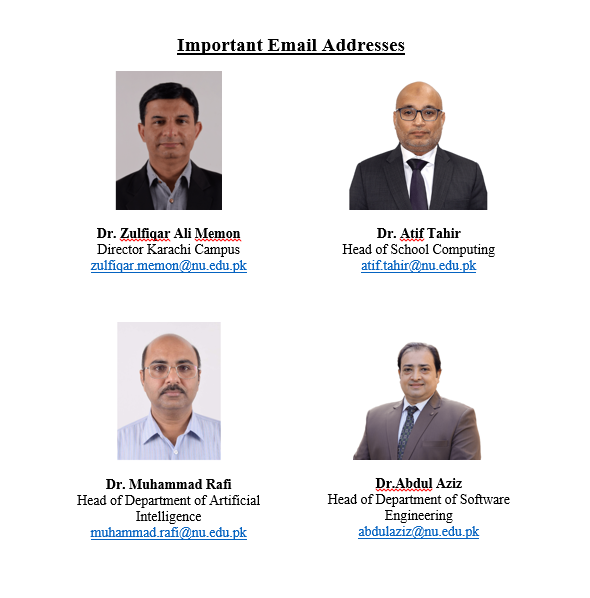 Important Email Addresses
Dr. Zulfiqar Ali Memon
Director Karachi Campus
zulfiqar.memon@nu.edu.pk
Dr. Atif Tahir
Head of School Computing
atif.tahir@nu.edu.pk
Dr. Muhammad Rafi
Head of Department of Artificial
Intelligence
muhammad.rafi@nu.edu.pk
Dr.Abdul Aziz
Head of Department of Software
Engineering
abdulaziz@nu.edu.pk